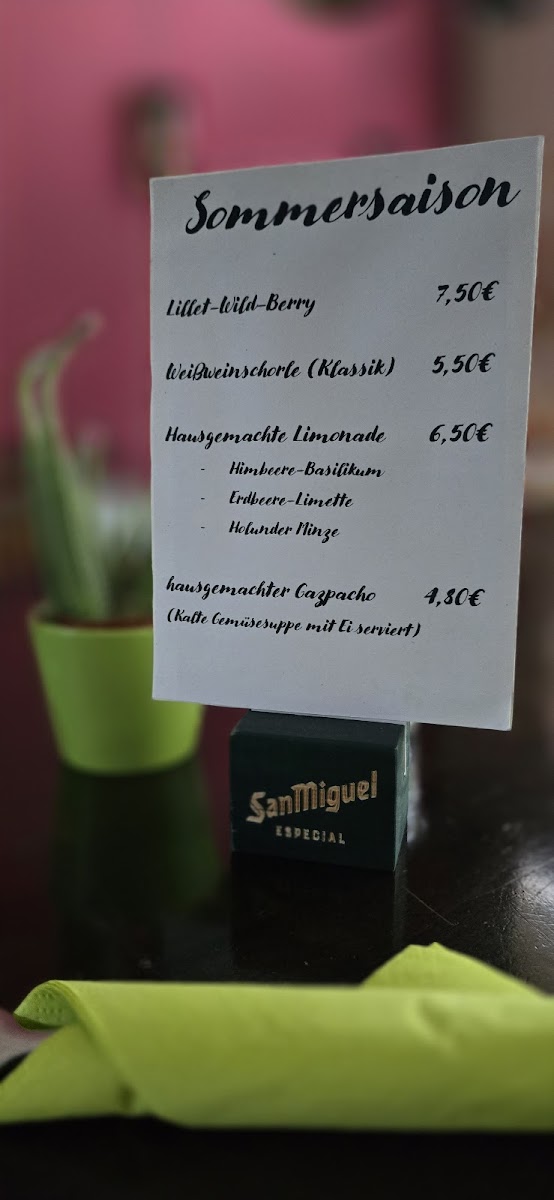 Sommersaison
Lillet-Wild-Berry 7,50€
Weißweinschorle (Klassik) 5,50€
Hausgemachte Limonade 6,50€
- Himbeere-Basilikum
- Erdbeere-Limette
- Holunder Minze
hausgemachter Gazpacho 4,80€
(Kalte Gemüsesuppe mit Ei serviert)
SanMiguel
ESPECIAL